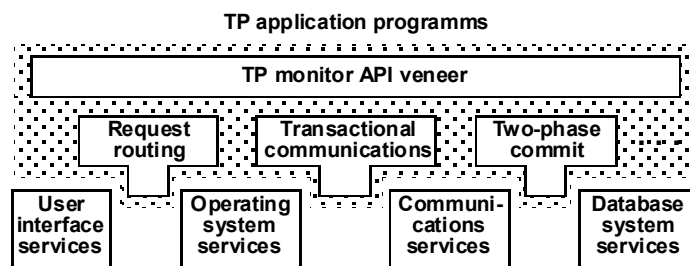 TP application programms
TP monitor API veneer
Request
routing
Transactional
communications
Two-phase
commit
User
interface
services
Operating
system
services
Communi-
cations
services
Database
system
services